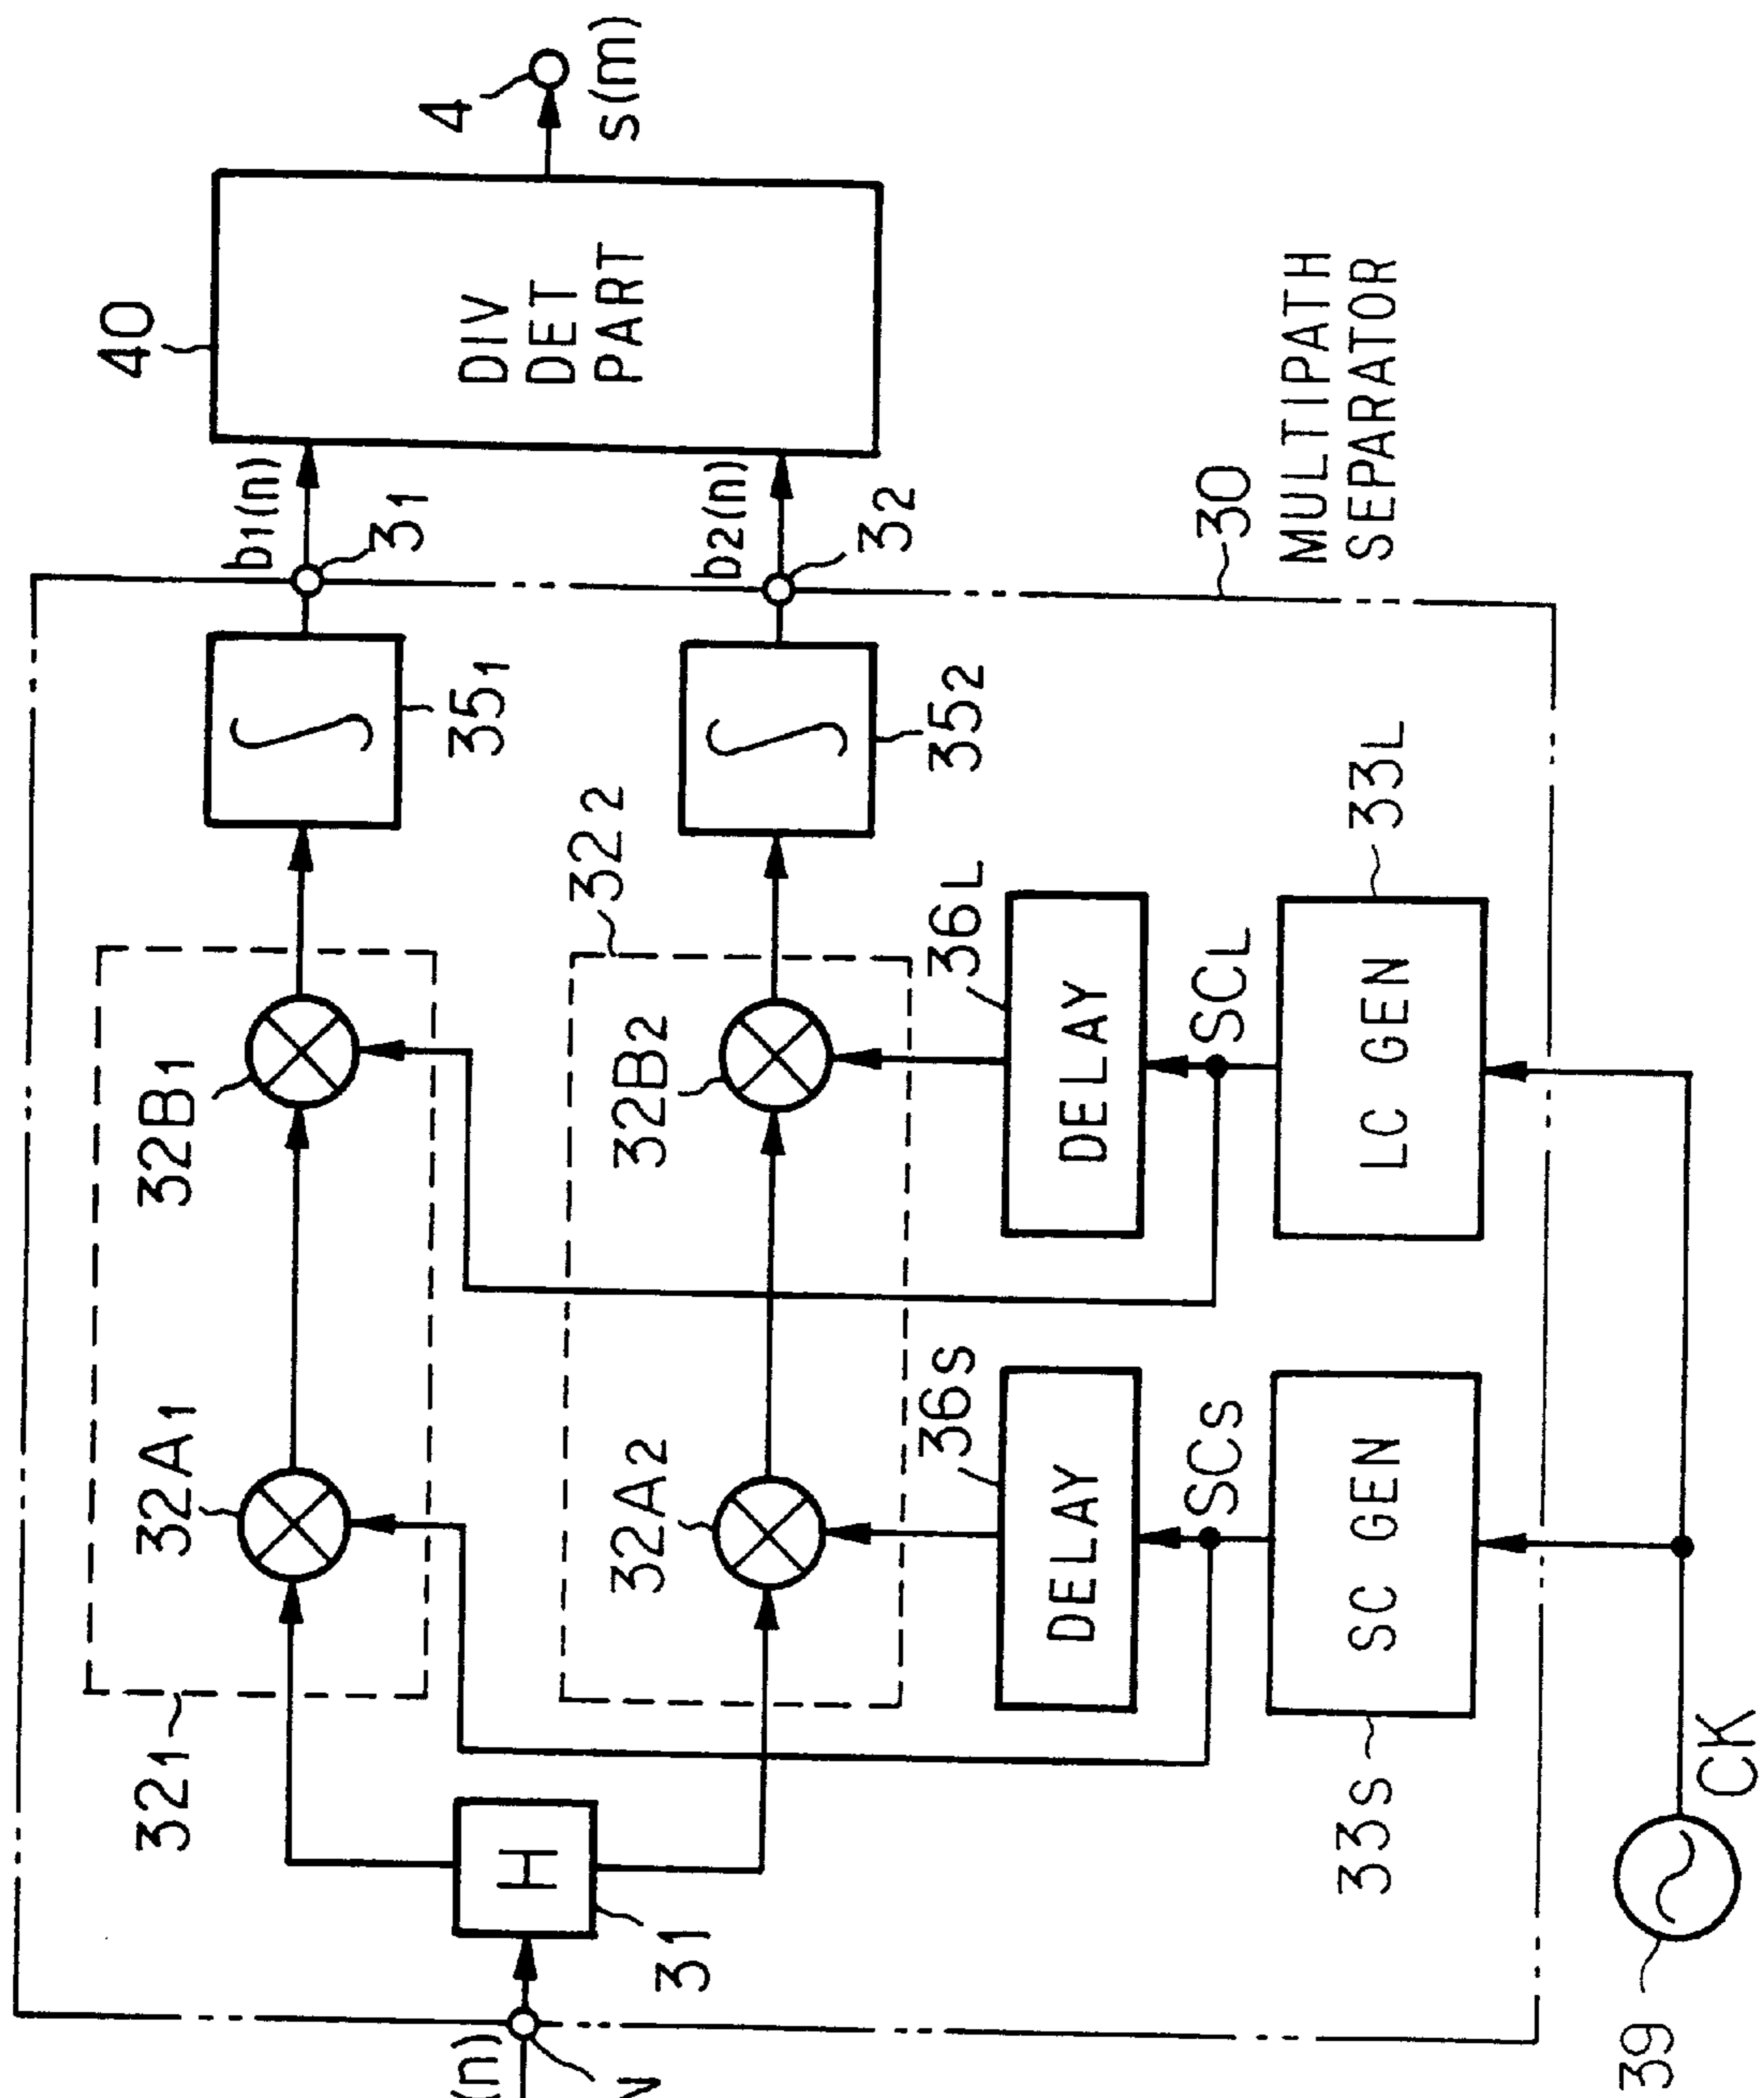 40
4
s(m)
DIV
DET
PART
b1(n)
31
b2(n)
32
30
MULTIPATH
SEPARATOR
351
352
321
32A1
32B1
322
32A2
32B2
31
H
36S
DELAY
36L
DELAY
SCS
SCL
33S
SC GEN
33L
LC GEN
39
CK
(n)